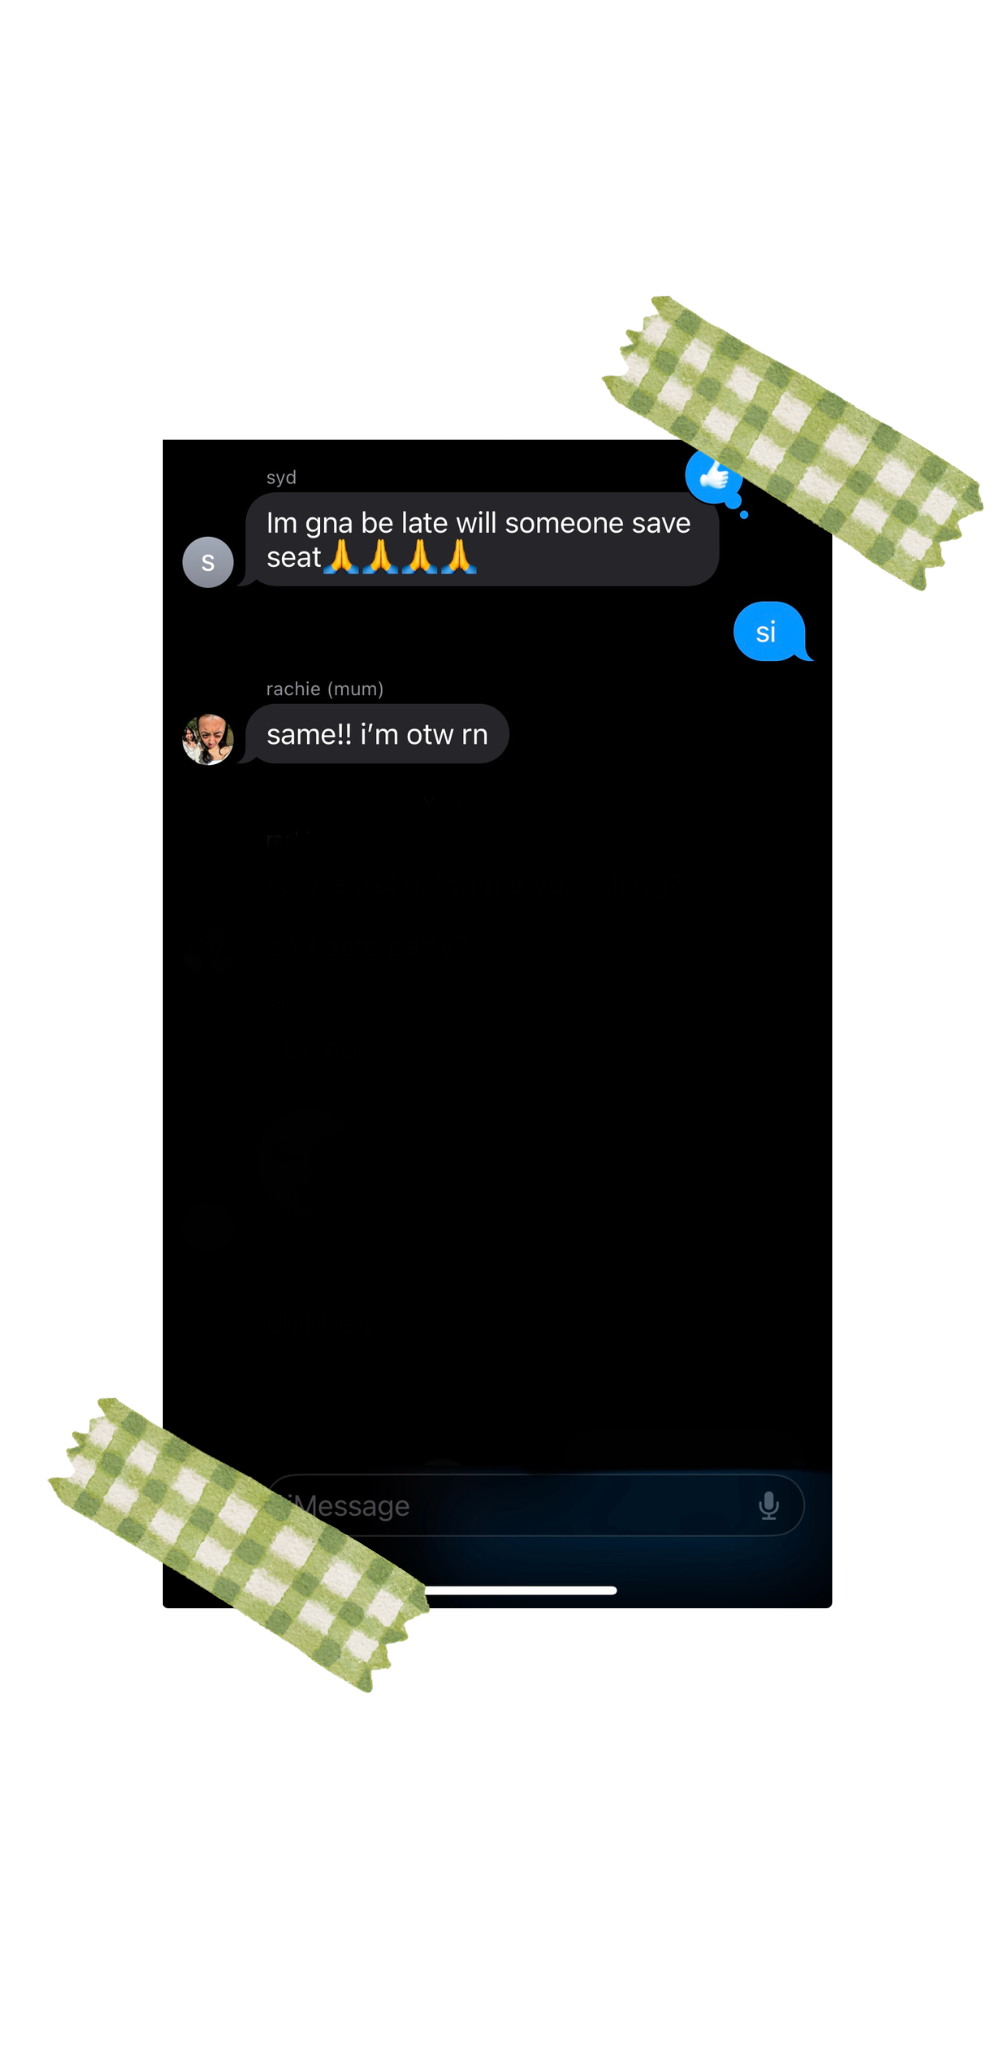 syd
Im gna be late will someone save
seat🙏🙏🙏🙏
S
si
rachie (mum)
same!! i’m otw rn
iMessage